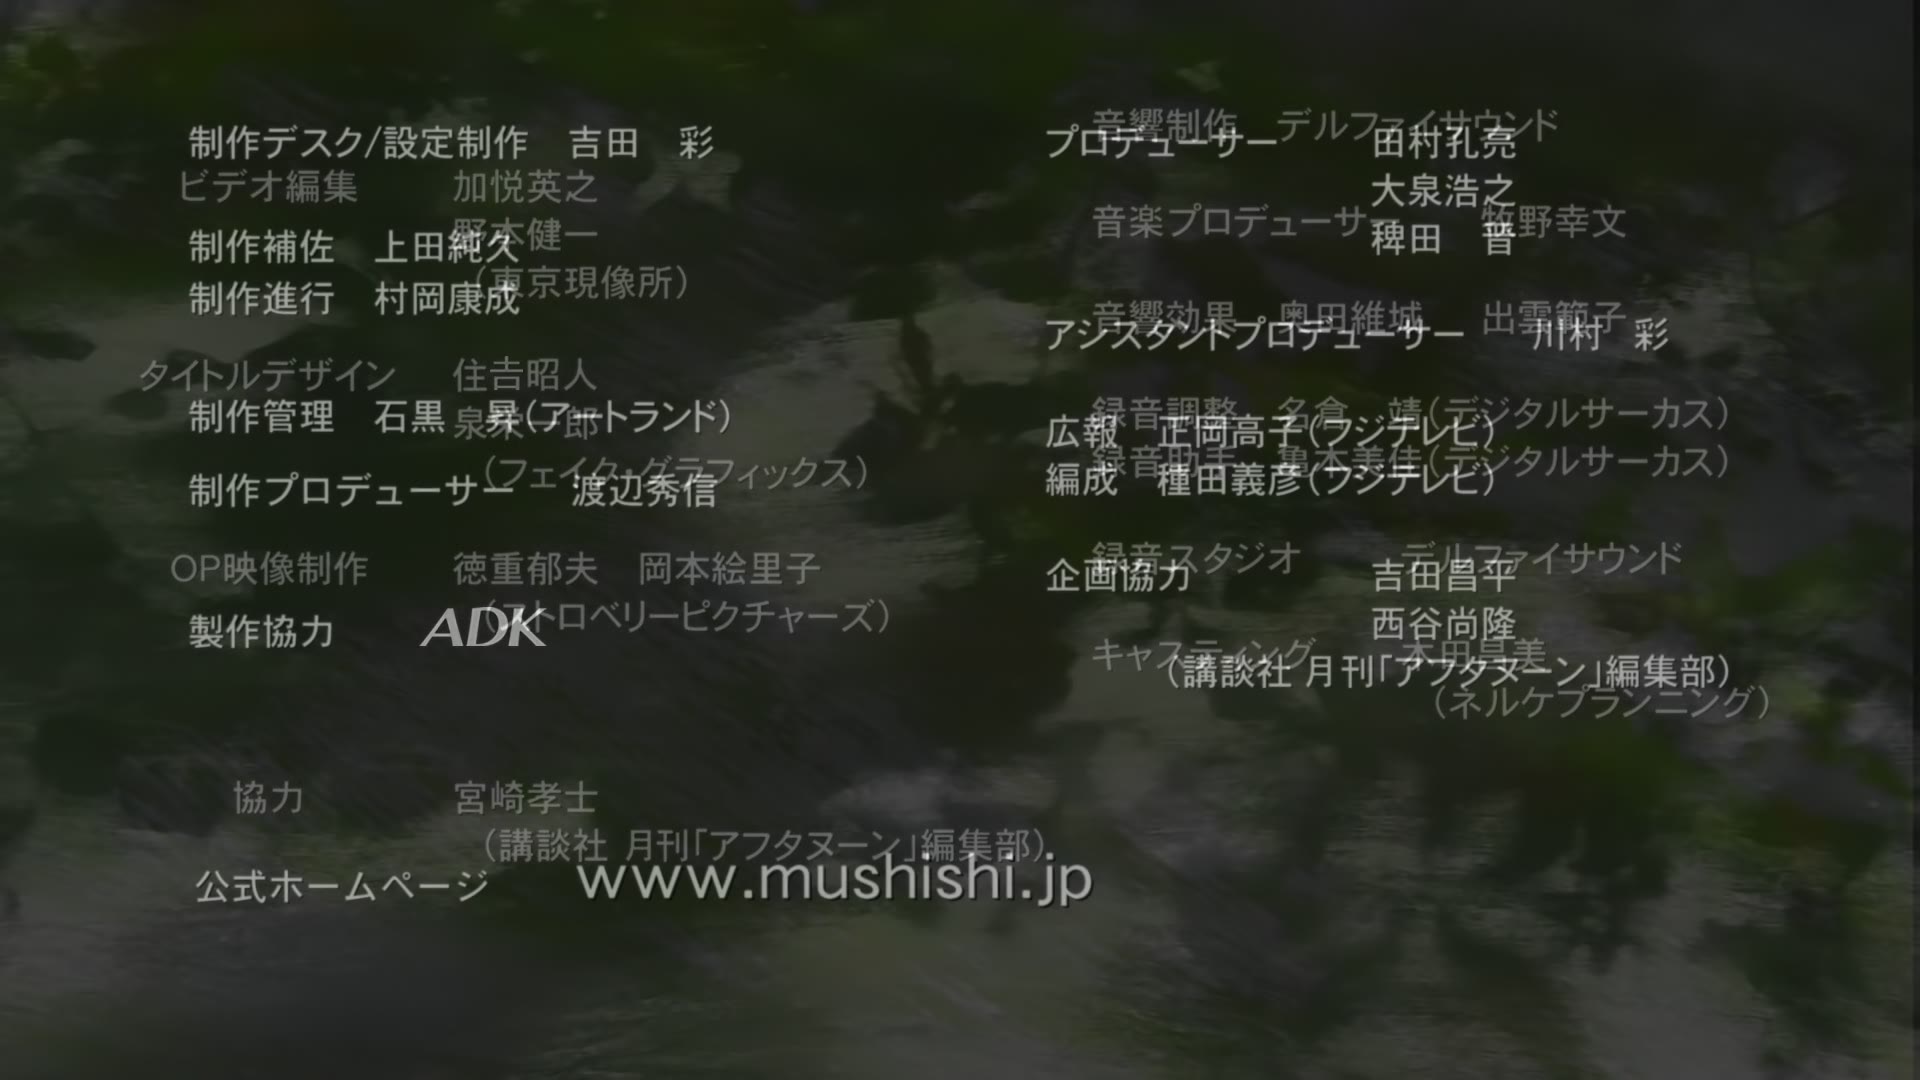 制作デスク/設定制作　吉田　彩
ビデオ編集　加悦英之
野本健一
（東京現像所）
制作補佐　上田純久
制作進行　村岡康成
タイトルデザイン　住吉昭人
泉栄一郎
（フェイク・グラフィックス）
制作管理　石黒　昇（アートランド）
制作プロデューサー　渡辺秀信
OP映像制作　徳重郁夫　岡本絵里子
（ストロベリーピクチャーズ）
製作協力　ADK
協力　宮崎孝士
（講談社 月刊「アフタヌーン」編集部）
公式ホームページ　www.mushishi.jp
音響制作　デルファイサウンド
プロデューサー　田村孔亮
大泉浩之
稗田　晋
音楽プロデューサー　牧野幸文
音響効果　奥田維城　出雲範子
アシスタントプロデューサー　川村　彩
録音調整　名倉　靖（デジタルサーカス）
録音助手　亀本美佳（デジタルサーカス）
広報　正岡高子（フジテレビ）
編成　種田義彦（フジテレビ）
録音スタジオ　デルファイサウンド
企画協力　吉田昌平
西谷尚隆
（講談社 月刊「アフタヌーン」編集部）
キャスティング
（ネルケプランニング）